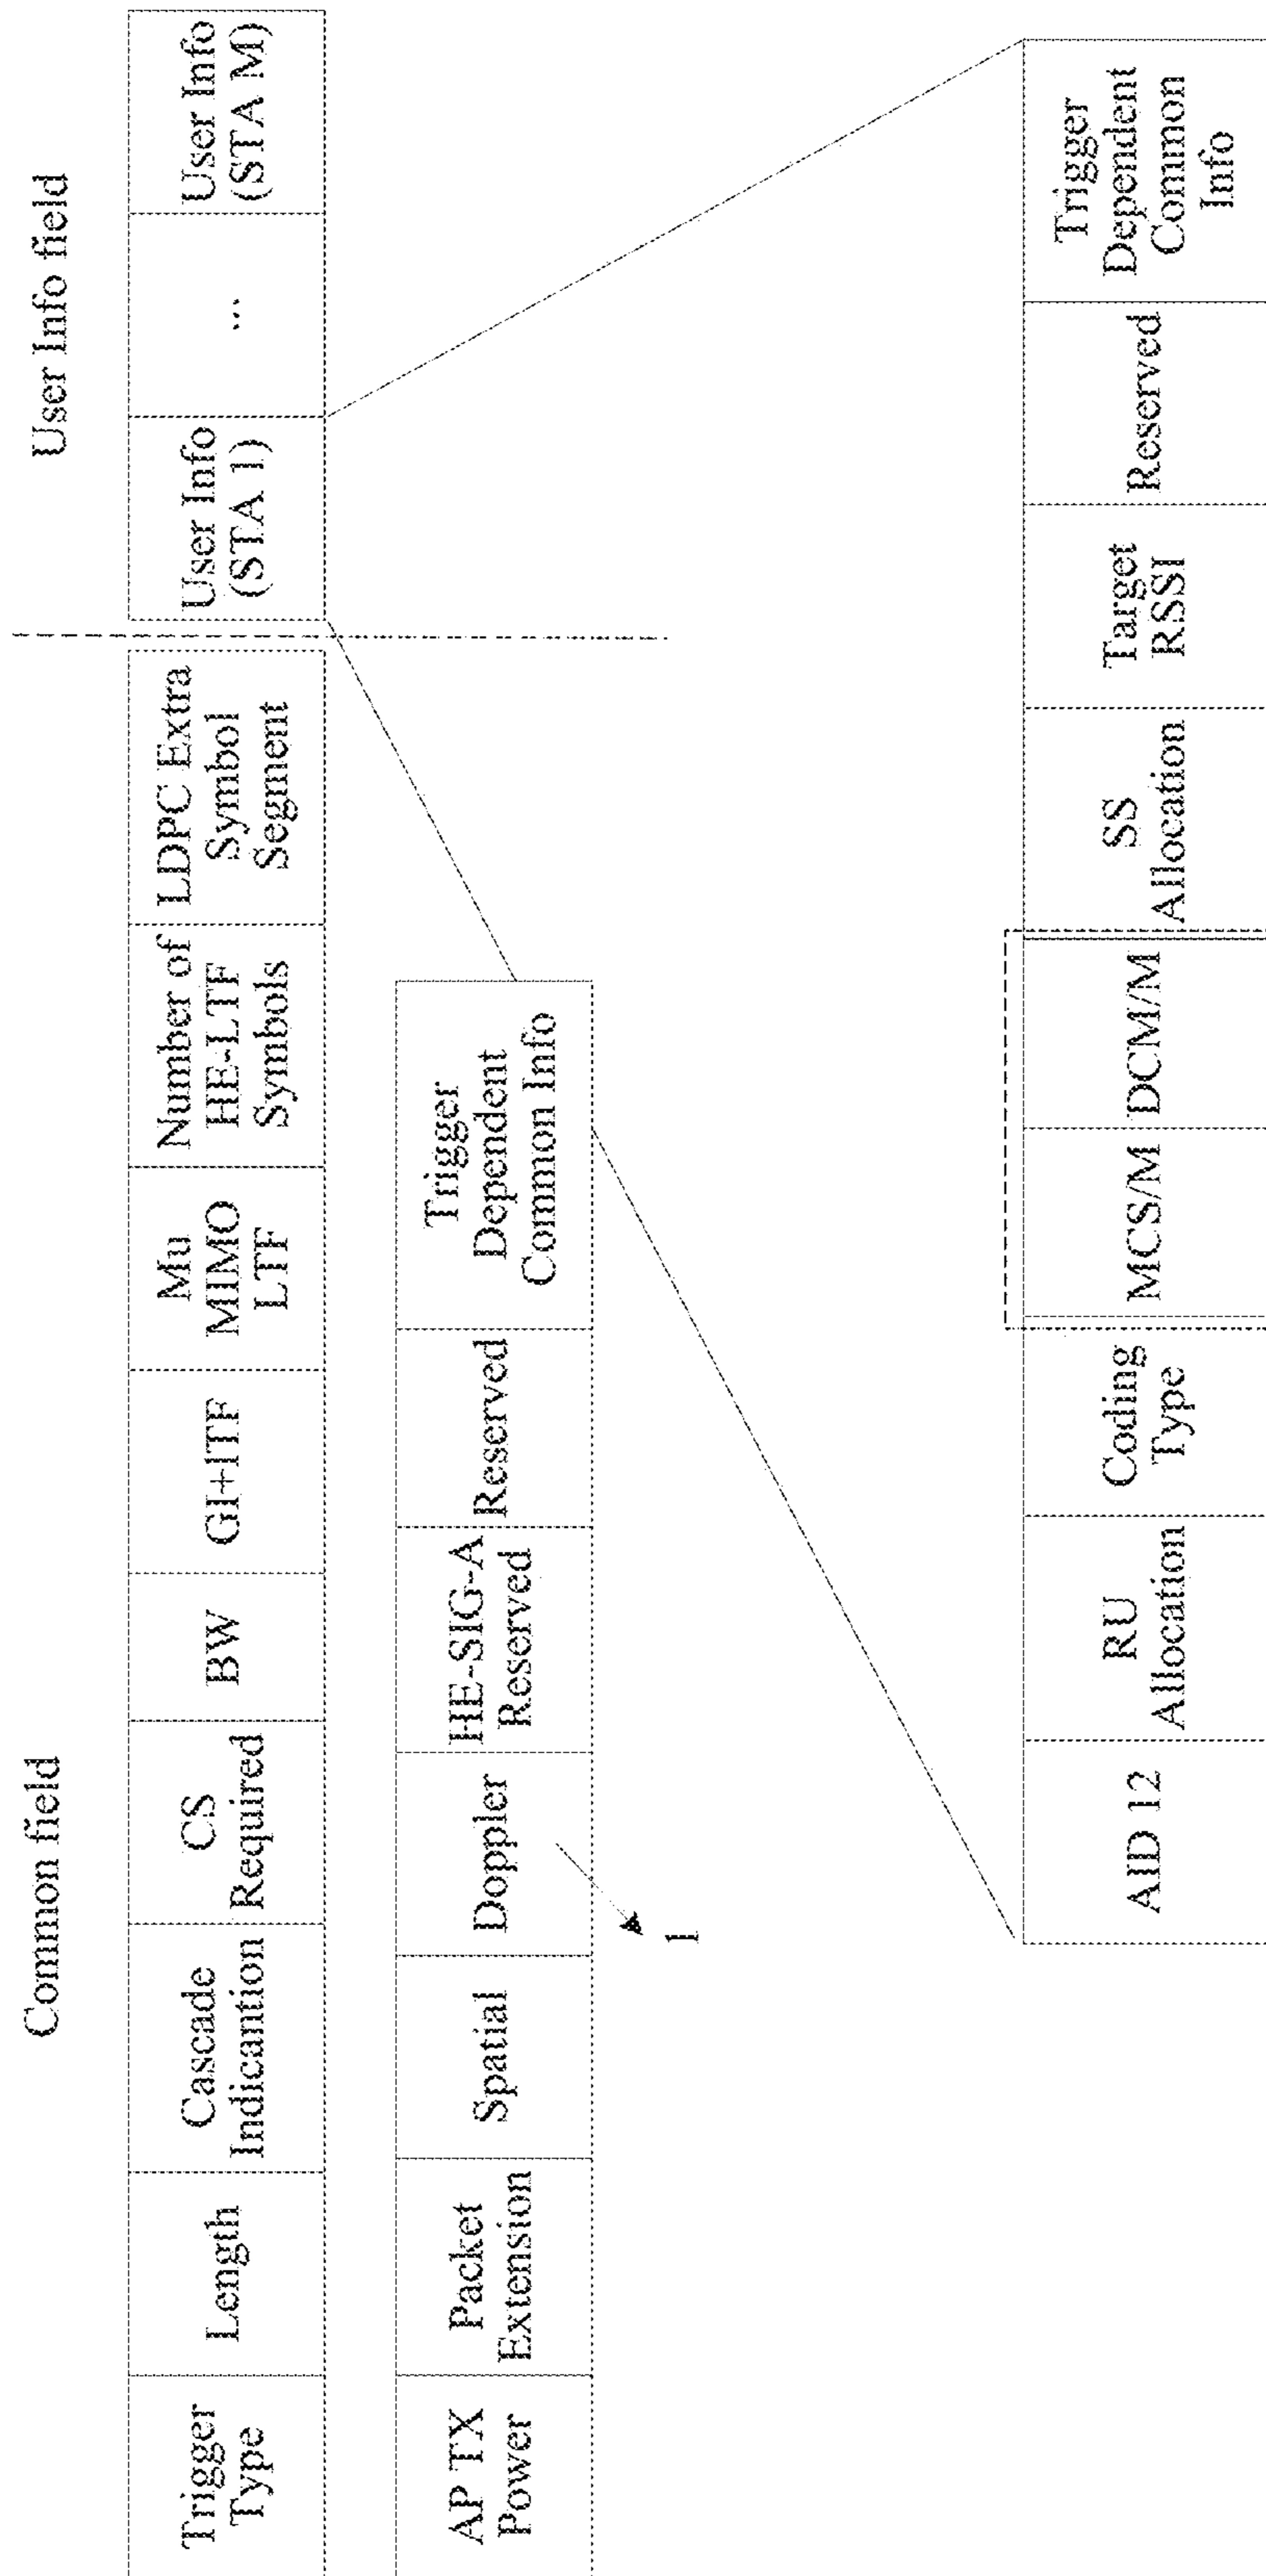 Common field
User Info field
Trigger
Type
Length
Cascade
Indicantion
CS
Required
BW
GI+ITF
Mu
MIMO
LTF
Number of
HE-LTF
Symbols
LDPC Extra
Symbol
Segment
User Info
(STA 1)
...
User Info
(STA M)
AP TX
Power
Packet
Extension
Spatial
Doppler
HE-SIG-A
Reserved
Reserved
Trigger
Dependent
Common Info
1
AID 12
RU
Allocation
Coding
Type
MCS/M
DCM/M
SS
Allocation
Target
RSSI
Reserved
Trigger
Dependent
Common
Info